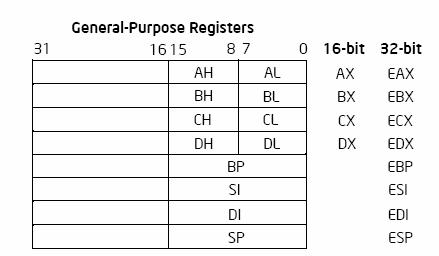 General-Purpose Registers
31 16 15 8 7 0 16-bit 32-bit
AH AL AX EAX
BH BL BX EBX
CH CL CX ECX
DH DL DX EDX
BP EBP
SI ESI
DI EDI
SP ESP